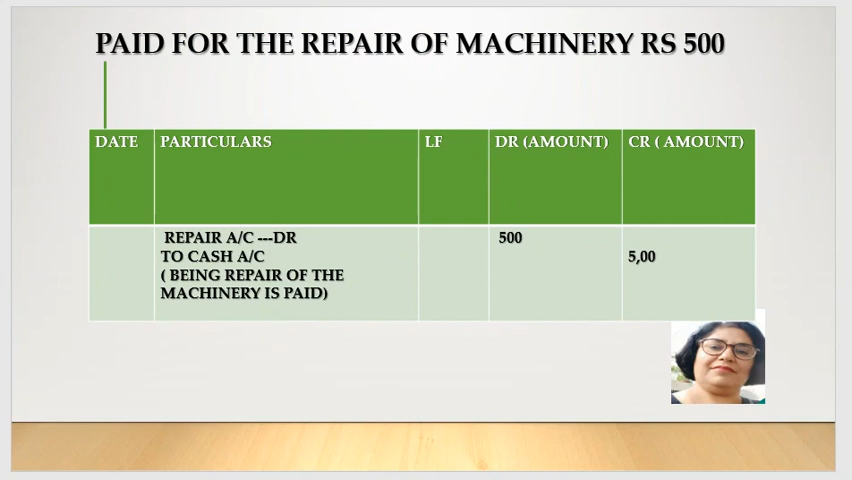 PAID FOR THE REPAIR OF MACHINERY RS 500
DATE PARTICULARS LF DR (AMOUNT) CR ( AMOUNT)
REPAIR A/C ---DR 500
TO CASH A/C 5,00
( BEING REPAIR OF THE
MACHINERY IS PAID)